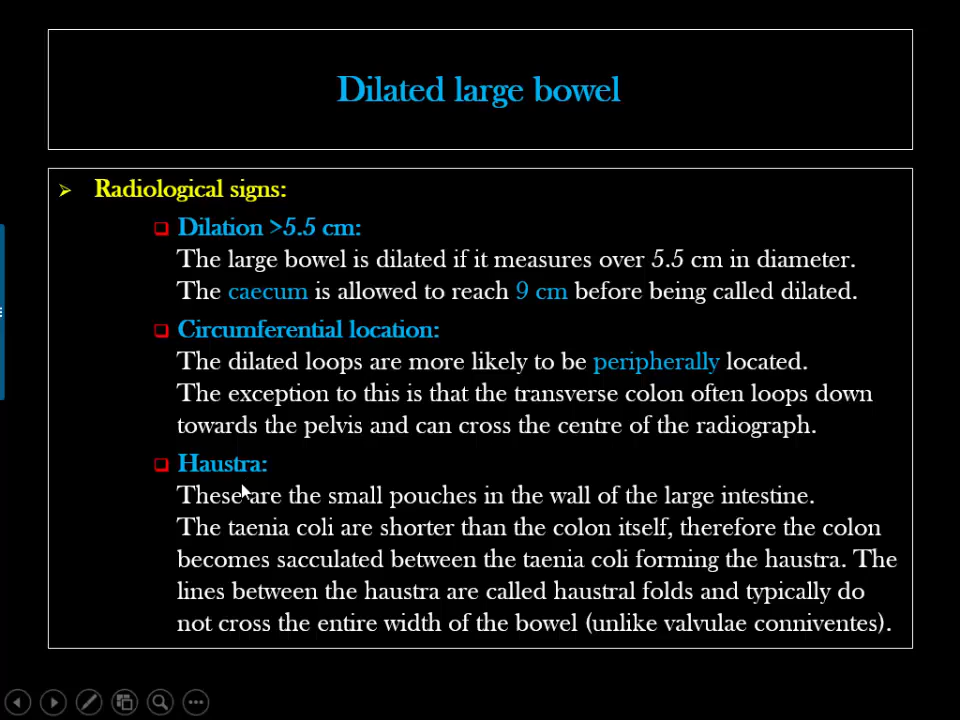 Dilated large bowel
Radiological signs:
Dilation >5.5 cm:
The large bowel is dilated if it measures over 5.5 cm in diameter.
The caecum is allowed to reach 9 cm before being called dilated.
Circumferential location:
The dilated loops are more likely to be peripherally located.
The exception to this is that the transverse colon often loops down
towards the pelvis and can cross the centre of the radiograph.
Haustra:
These are the small pouches in the wall of the large intestine.
The taenia coli are shorter than the colon itself, therefore the colon
becomes sacculated between the taenia coli forming the haustra. The
lines between the haustra are called haustral folds and typically do
not cross the entire width of the bowel (unlike valvulae conniventes).